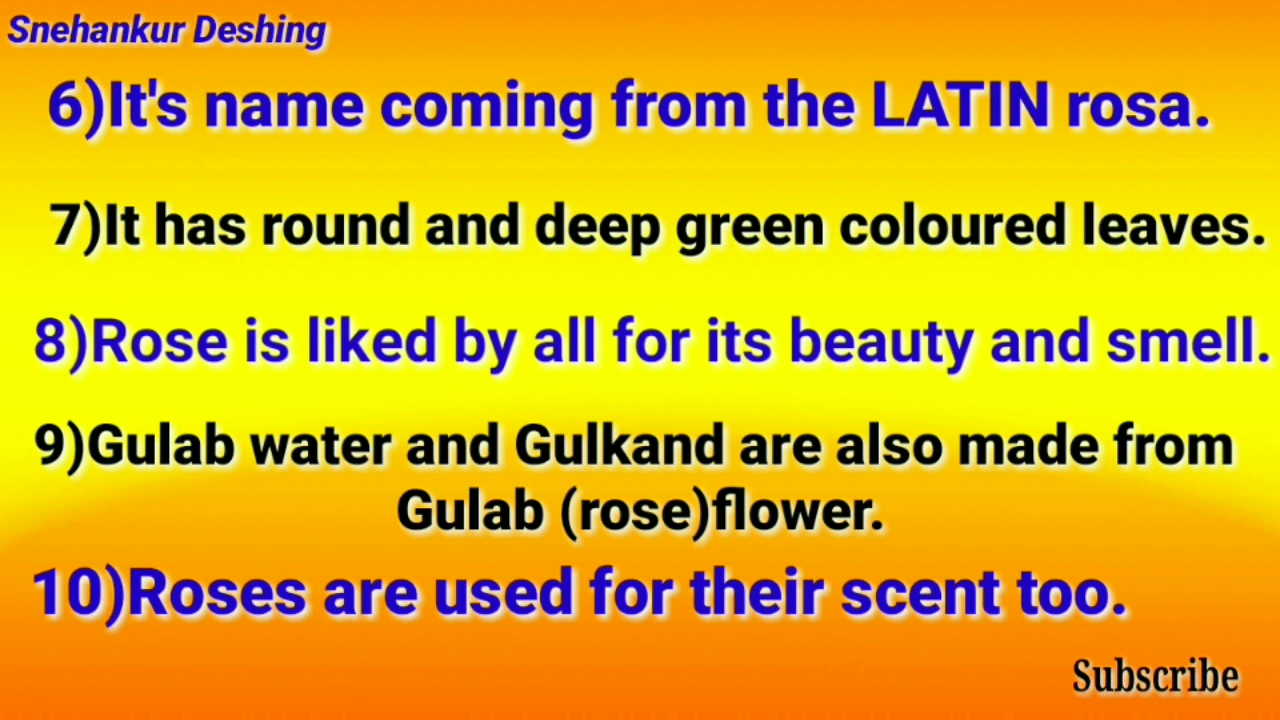 Snehankur Deshing
6)It's name coming from the LATIN rosa.
7)It has round and deep green coloured leaves.
8)Rose is liked by all for its beauty and smell.
9)Gulab water and Gulkand are also made from
Gulab (rose)flower.
10)Roses are used for their scent too.
Subscribe